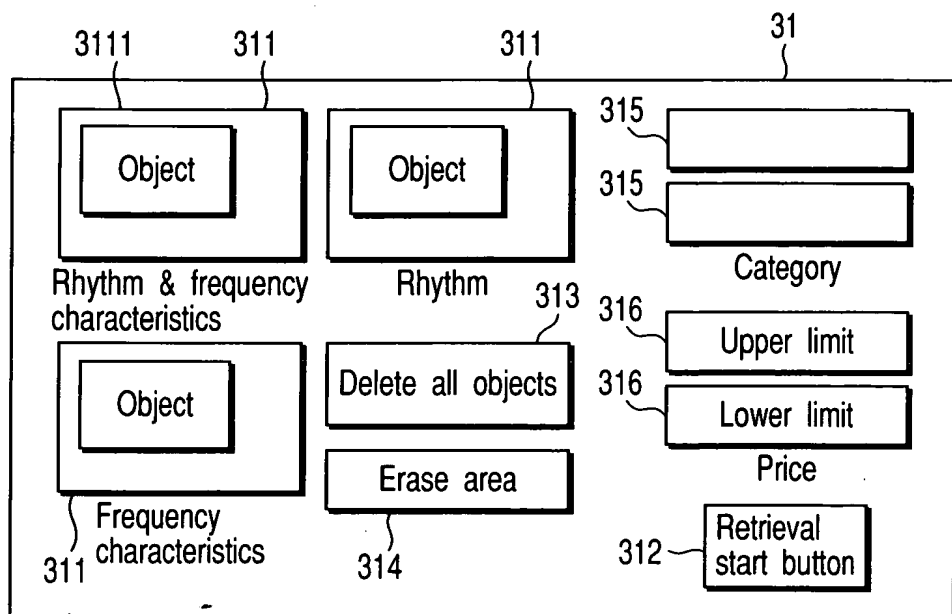 3111
311
311
31
Object
Object
315
315
Rhythm & frequency
characteristics
Rhythm
Category
313
316
Upper limit
Object
Delete all objects
316
Lower limit
Price
Erase area
Frequency
characteristics
311
314
312
Retrieval
start button